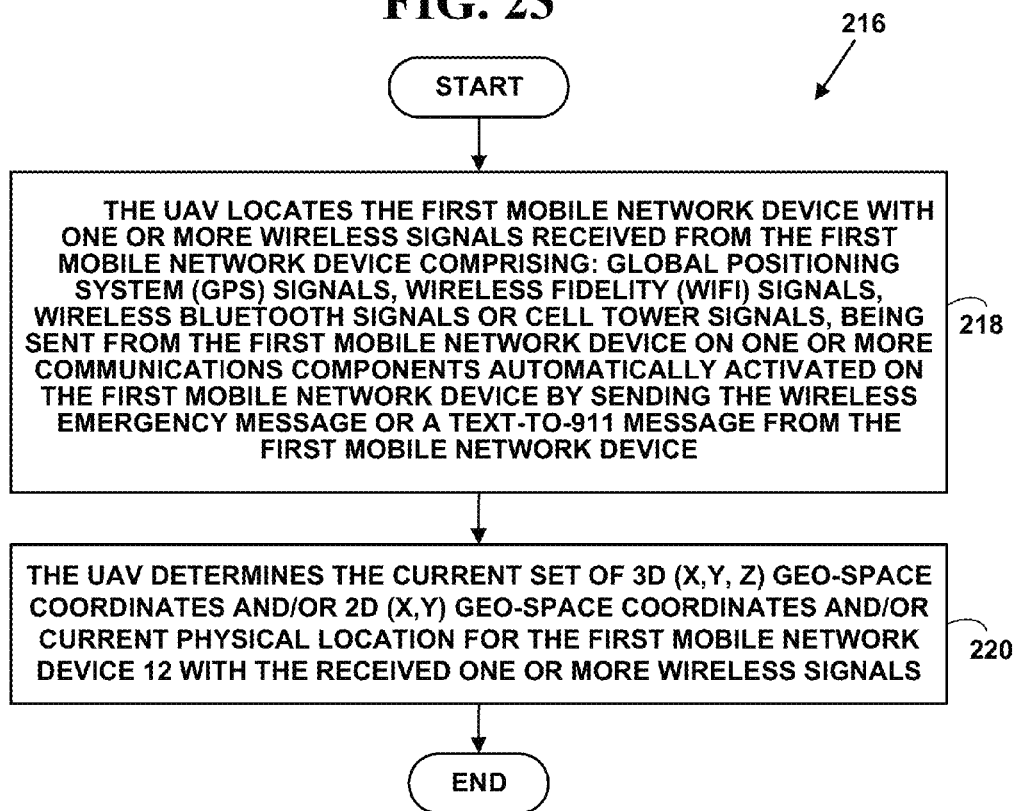 FIG.
216
START
THE UAV LOCATES THE FIRST MOBILE NETWORK DEVICE WITH
ONE OR MORE WIRELESS SIGNALS RECEIVED FROM THE FIRST
MOBILE NETWORK DEVICE COMPRISING: GLOBAL POSITIONING
SYSTEM (GPS) SIGNALS, WIRELESS FIDELITY (WIFI) SIGNALS,
WIRELESS BLUETOOTH SIGNALS OR CELL TOWER SIGNALS, BEING
SENT FROM THE FIRST MOBILE NETWORK DEVICE ON ONE OR MORE
COMMUNICATIONS COMPONENTS AUTOMATICALLY ACTIVATED ON
THE FIRST MOBILE NETWORK DEVICE BY SENDING THE WIRELESS
EMERGENCY MESSAGE OR A TEXT-TO-911 MESSAGE FROM THE
FIRST MOBILE NETWORK DEVICE
218
THE UAV DETERMINES THE CURRENT SET OF 3D (X,Y, Z) GEO-SPACE
COORDINATES AND/OR 2D (X,Y) GEO-SPACE COORDINATES AND/OR
CURRENT PHYSICAL LOCATION FOR THE FIRST MOBILE NETWORK
DEVICE 12 WITH THE RECEIVED ONE OR MORE WIRELESS SIGNALS
220
END